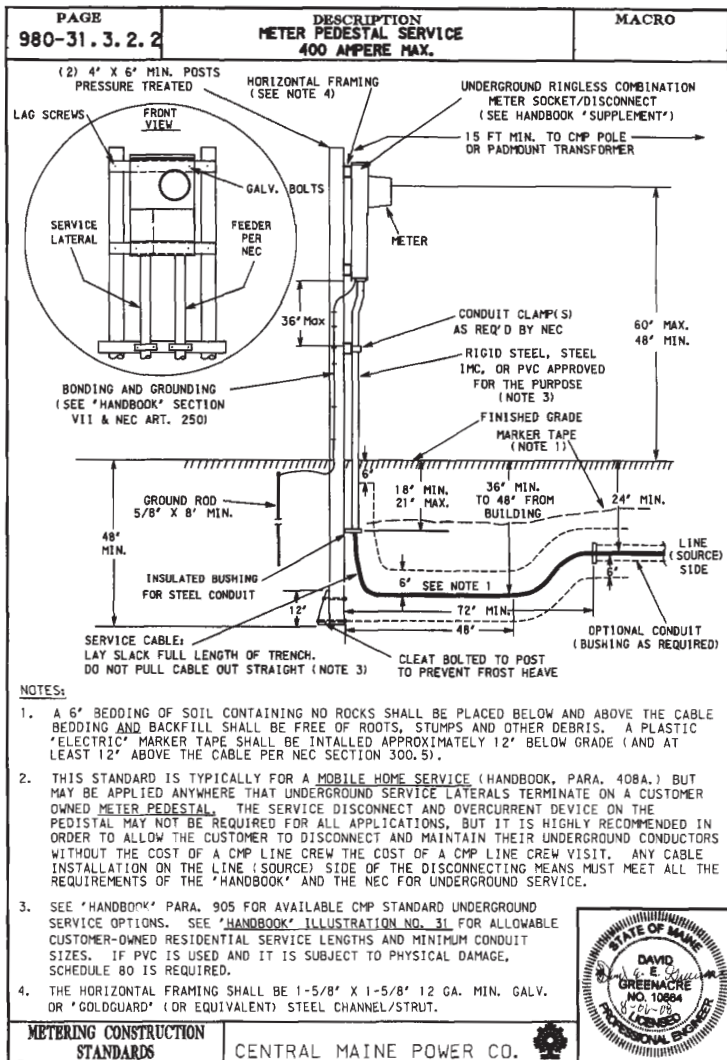 PAGE
980-31.3.2.2
DESCRIPTION
METER PEDESTAL SERVICE
400 AMPERE MAX.
MACRO
(2) 4" X 6" MIN. POSTS
PRESSURE TREATED
HORIZONTAL FRAMING
(SEE NOTE 4)
UNDERGROUND RINGLESS COMBINATION
METER SOCKET/DISCONNECT
(SEE HANDBOOK "SUPPLEMENT")
LAG SCREWS
FRONT
VIEW
15 FT MIN. TO CMP POLE
OR PADMOUNT TRANSFORMER
GALV. BOLTS
SERVICE
LATERAL
FEEDER
PER
NEC
METER
36" Max
CONDUIT CLAMP(S)
AS REQ'D BY NEC
60" MAX.
48" MIN.
RIGID STEEL, STEEL
IMC, OR PVC APPROVED
FOR THE PURPOSE
(NOTE 3)
BONDING AND GROUNDING
(SEE "HANDBOOK" SECTION
VII & NEC ART. 250)
FINISHED GRADE
MARKER TAPE
(NOTE 1)
6"
GROUND ROD
5/8" X 8' MIN.
18" MIN.
21" MAX.
36" MIN.
TO 48" FROM
BUILDING
24" MIN.
48"
MIN.
LINE
(SOURCE)
SIDE
INSULATED BUSHING
FOR STEEL CONDUIT
6"
SEE NOTE 1
6"
12"
72" MIN.
48"
OPTIONAL CONDUIT
(BUSHING AS REQUIRED)
SERVICE CABLE:
LAY SLACK FULL LENGTH OF TRENCH.
DO NOT PULL CABLE OUT STRAIGHT (NOTE 3)
CLEAT BOLTED TO POST
TO PREVENT FROST HEAVE
NOTES:
1. A 6" BEDDING OF SOIL CONTAINING NO ROCKS SHALL BE PLACED BELOW AND ABOVE THE CABLE
BEDDING AND BACKFILL SHALL BE FREE OF ROOTS, STUMPS AND OTHER DEBRIS. A PLASTIC
"ELECTRIC" MARKER TAPE SHALL BE INTALLED APPROXIMATELY 12" BELOW GRADE (AND AT
LEAST 12" ABOVE THE CABLE PER NEC SECTION 300.5).
2. THIS STANDARD IS TYPICALLY FOR A MOBILE HOME SERVICE (HANDBOOK, PARA. 408A.) BUT
MAY BE APPLIED ANYWHERE THAT UNDERGROUND SERVICE LATERALS TERMINATE ON A CUSTOMER
OWNED METER PEDESTAL. THE SERVICE DISCONNECT AND OVERCURRENT DEVICE ON THE
PEDISTAL MAY NOT BE REQUIRED FOR ALL APPLICATIONS, BUT IT IS HIGHLY RECOMMENDED IN
ORDER TO ALLOW THE CUSTOMER TO DISCONNECT AND MAINTAIN THEIR UNDERGROUND CONDUCTORS
WITHOUT THE COST OF A CMP LINE CREW THE COST OF A CMP LINE CREW VISIT. ANY CABLE
INSTALLATION ON THE LINE (SOURCE) SIDE OF THE DISCONNECTING MEANS MUST MEET ALL THE
REQUIREMENTS OF THE "HANDBOOK" AND THE NEC FOR UNDERGROUND SERVICE.
3. SEE "HANDBOOK" PARA. 905 FOR AVAILABLE CMP STANDARD UNDERGROUND
SERVICE OPTIONS. SEE "HANDBOOK" ILLUSTRATION NO. 31 FOR ALLOWABLE
CUSTOMER-OWNED RESIDENTIAL SERVICE LENGTHS AND MINIMUM CONDUIT
SIZES. IF PVC IS USED AND IT IS SUBJECT TO PHYSICAL DAMAGE,
SCHEDULE 80 IS REQUIRED.
4. THE HORIZONTAL FRAMING SHALL BE 1-5/8" X 1-5/8" 12 GA. MIN. GALV.
OR "GOLDGUARD" (OR EQUIVALENT) STEEL CHANNEL/STRUT.
STATE OF MAINE
DAVID
E.
GREENACRE
NO. 10664
LICENSED
PROFESSIONAL ENGINEER
METERING CONSTRUCTION
STANDARDS
CENTRAL MAINE POWER CO.